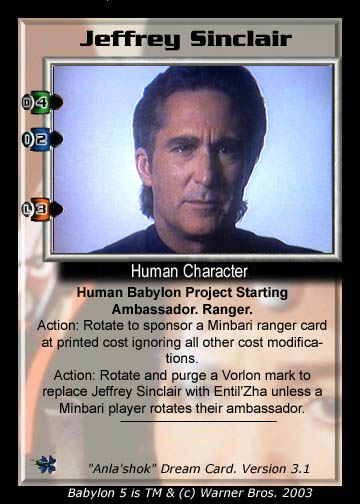 Jeffrey Sinclair
D 4
I 2
L 3
Human Character
Human Babylon Project Starting
Ambassador. Ranger.
Action: Rotate to sponsor a Minbari ranger card
at printed cost ignoring all other cost modifica-
tions.
Action: Rotate and purge a Vorlon mark to
replace Jeffrey Sinclair with Entil'Zha unless a
Minbari player rotates their ambassador.
"Anla'shok" Dream Card. Version 3.1
Babylon 5 is TM & (c) Warner Bros. 2003